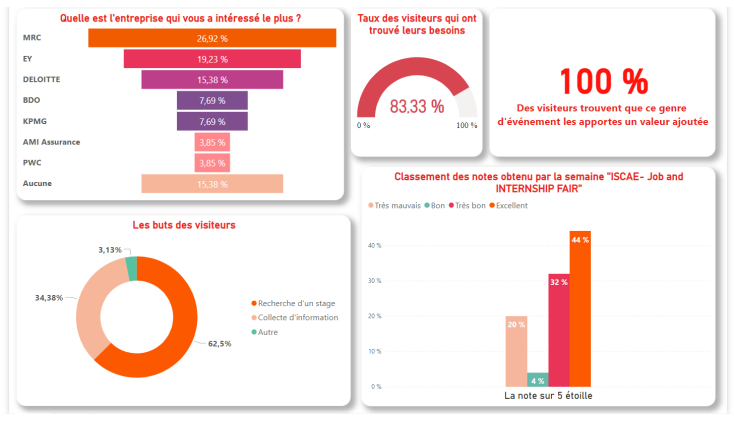 Quelle est l'entreprise qui vous a intéressé le plus ?
MRC
26,92 %
EY
19,23 %
DELOITTE
15,38 %
BDO
7,69 %
KPMG
7,69 %
AMI Assurance
3,85 %
PWC
3,85 %
Aucune
15,38 %
Taux des visiteurs qui ont
trouvé leurs besoins
83,33 %
0 %
100 %
100 %
Des visiteurs trouvent que ce genre
d'événement les apportes un valeur ajoutée
Les buts des visiteurs
3,13%
34,38%
62,5%
Recherche d'un stage
Collecte d'information
Autre
Classement des notes obtenu par la semaine "ISCAE- Job and
INTERNSHIP FAIR"
Très mauvais Bon Très bon Excellent
40 %
30 %
20 %
10 %
0 %
20 %
4 %
32 %
44 %
La note sur 5 étoille